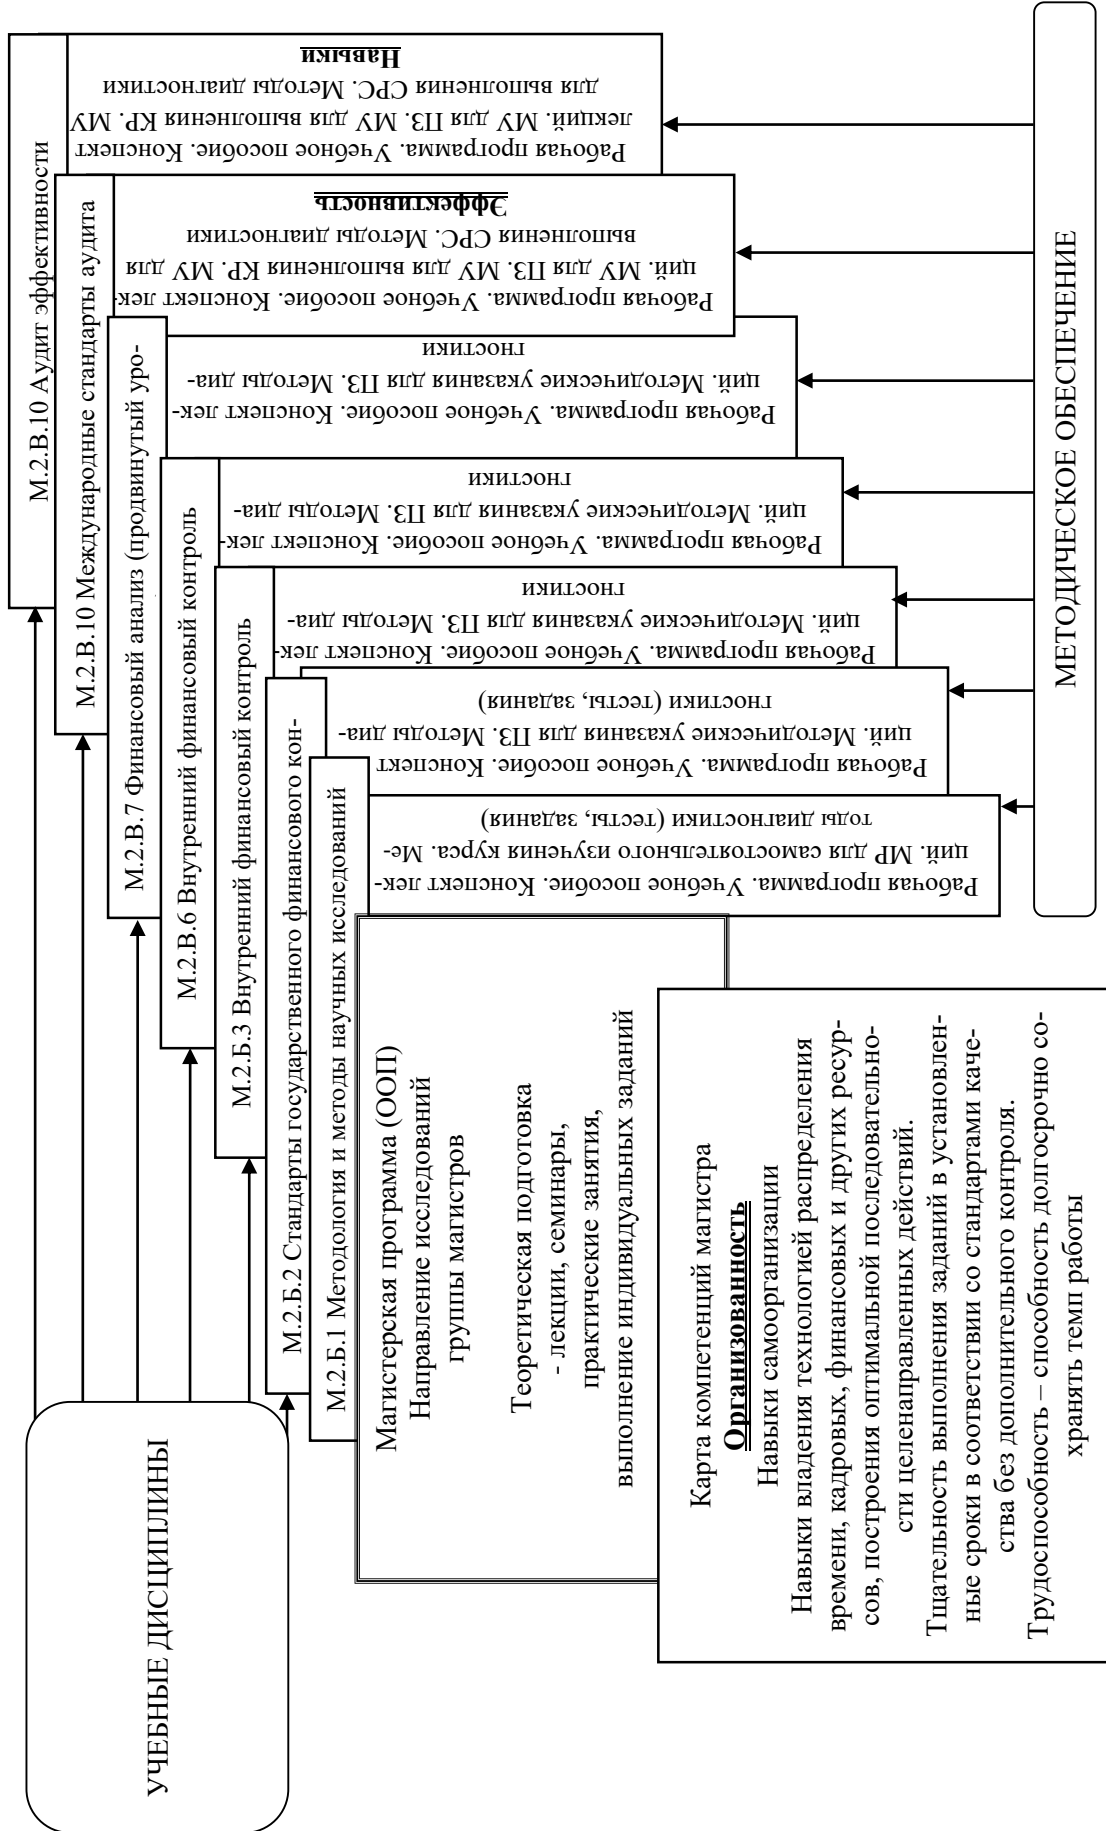 УЧЕБНЫЕ ДИСЦИПЛИНЫ
М.2.В.10 Аудит эффективности
М.2.В.10 Международные стандарты аудита
М.2.В.7 Финансовый анализ (продвинутый уро-
М.2.В.6 Внутренний финансовый контроль
М.2.Б.3 Внутренний финансовый контроль
М.2.Б.2 Стандарты государственного финансового кон-
М.2.Б.1 Методология и методы научных исследований
Рабочая программа. Учебное пособие. Конспект
лекций. МУ для ПЗ. МУ для выполнения КР. МУ
для выполнения СРС. Методы диагностики
Навыки
Рабочая программа. Учебное пособие. Конспект лек-
ций. МУ для ПЗ. МУ для выполнения КР. МУ для
выполнения СРС. Методы диагностики
Эффективность
Рабочая программа. Учебное пособие. Конспект лек-
ций. Методические указания для ПЗ. Методы диа-
гностики
Рабочая программа. Учебное пособие. Конспект лек-
ций. Методические указания для ПЗ. Методы диа-
гностики
Рабочая программа. Учебное пособие. Конспект лек-
ций. Методические указания для ПЗ. Методы диа-
гностики
Рабочая программа. Учебное пособие. Конспект
ций. Методические указания для ПЗ. Методы диа-
гностики (тесты, задания)
Рабочая программа. Учебное пособие. Конспект лек-
ций. МР для самостоятельного изучения курса. Ме-
тоды диагностики (тесты, задания)
Магистерская программа (ООП)
Направление исследований
группы магистров
Теоретическая подготовка
- лекции, семинары,
практические занятия,
выполнение индивидуальных заданий
Карта компетенций магистра
Организованность
Навыки самоорганизации
Навыки владения технологией распределения
времени, кадровых, финансовых и других ресур-
сов, построения оптимальной последовательно-
сти целенаправленных действий.
Тщательность выполнения заданий в установлен-
ные сроки в соответствии со стандартами каче-
ства без дополнительного контроля.
Трудоспособность – способность долгосрочно со-
хранять темп работы
МЕТОДИЧЕСКОЕ ОБЕСПЕЧЕНИЕ